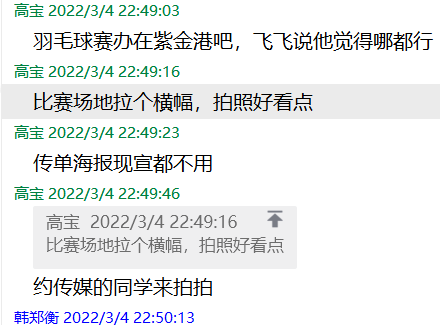 高宝 2022/3/4 22:49:03
羽毛球赛办在紫金港吧，飞飞说他觉得哪都行
高宝 2022/3/4 22:49:16
比赛场地拉个横幅，拍照好看点
高宝 2022/3/4 22:49:23
传单海报现宣都不用
高宝 2022/3/4 22:49:46
高宝 2022/3/4 22:49:16
比赛场地拉个横幅，拍照好看点
约传媒的同学来拍拍
韩郑衡 2022/3/4 22:50:13